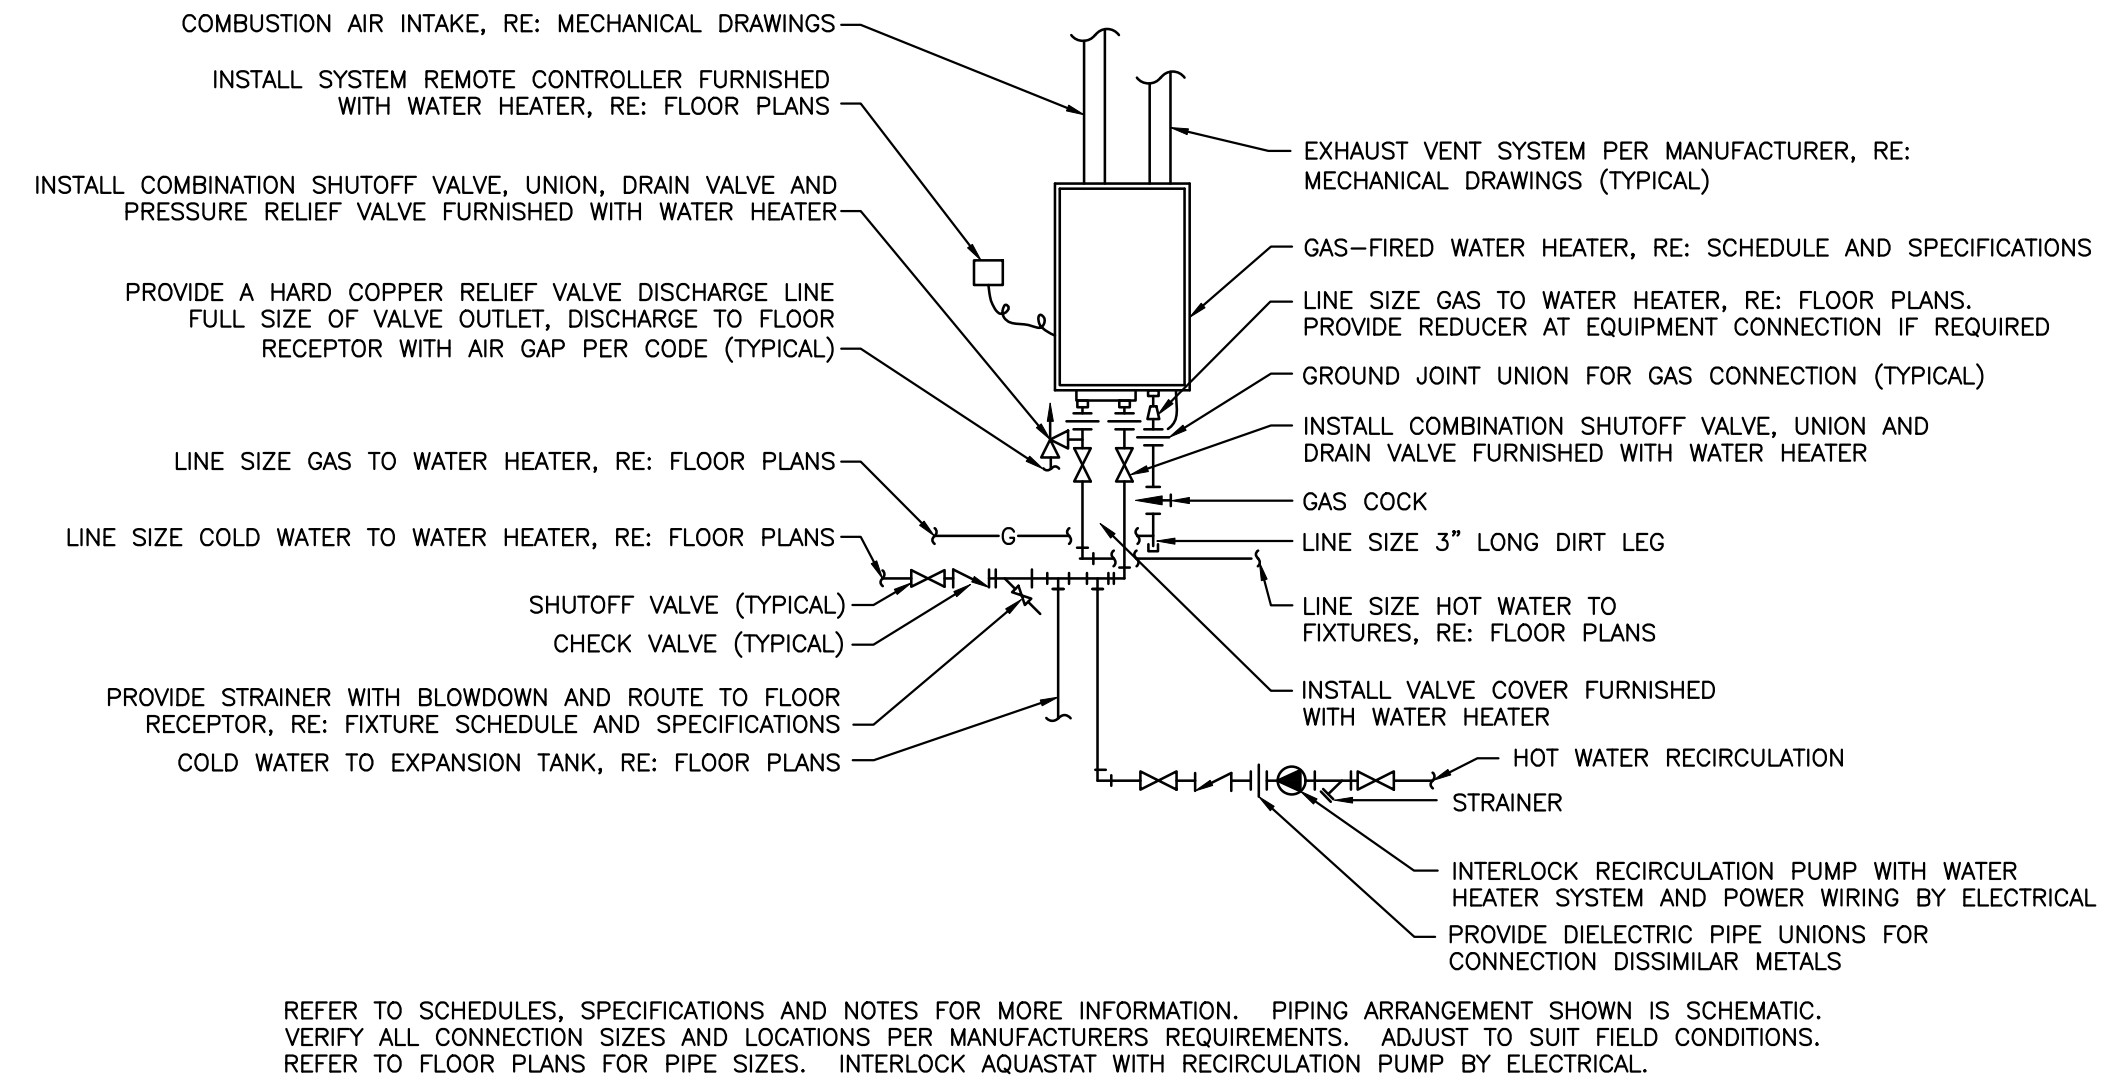 COMBUSTION AIR INTAKE, RE: MECHANICAL DRAWINGS
INSTALL SYSTEM REMOTE CONTROLLER FURNISHED
WITH WATER HEATER, RE: FLOOR PLANS
INSTALL COMBINATION SHUTOFF VALVE, UNION, DRAIN VALVE AND
PRESSURE RELIEF VALVE FURNISHED WITH WATER HEATER
PROVIDE A HARD COPPER RELIEF VALVE DISCHARGE LINE
FULL SIZE OF VALVE OUTLET, DISCHARGE TO FLOOR
RECEPTOR WITH AIR GAP PER CODE (TYPICAL)
LINE SIZE GAS TO WATER HEATER, RE: FLOOR PLANS
LINE SIZE COLD WATER TO WATER HEATER, RE: FLOOR PLANS
SHUTOFF VALVE (TYPICAL)
CHECK VALVE (TYPICAL)
PROVIDE STRAINER WITH BLOWDOWN AND ROUTE TO FLOOR
RECEPTOR, RE: FIXTURE SCHEDULE AND SPECIFICATIONS
COLD WATER TO EXPANSION TANK, RE: FLOOR PLANS
G
EXHAUST VENT SYSTEM PER MANUFACTURER, RE:
MECHANICAL DRAWINGS (TYPICAL)
GAS-FIRED WATER HEATER, RE: SCHEDULE AND SPECIFICATIONS
LINE SIZE GAS TO WATER HEATER, RE: FLOOR PLANS.
PROVIDE REDUCER AT EQUIPMENT CONNECTION IF REQUIRED
GROUND JOINT UNION FOR GAS CONNECTION (TYPICAL)
INSTALL COMBINATION SHUTOFF VALVE, UNION AND
DRAIN VALVE FURNISHED WITH WATER HEATER
GAS COCK
LINE SIZE 3" LONG DIRT LEG
LINE SIZE HOT WATER TO
FIXTURES, RE: FLOOR PLANS
INSTALL VALVE COVER FURNISHED
WITH WATER HEATER
HOT WATER RECIRCULATION
STRAINER
INTERLOCK RECIRCULATION PUMP WITH WATER
HEATER SYSTEM AND POWER WIRING BY ELECTRICAL
PROVIDE DIELECTRIC PIPE UNIONS FOR
CONNECTION DISSIMILAR METALS
REFER TO SCHEDULES, SPECIFICATIONS AND NOTES FOR MORE INFORMATION. PIPING ARRANGEMENT SHOWN IS SCHEMATIC.
VERIFY ALL CONNECTION SIZES AND LOCATIONS PER MANUFACTURERS REQUIREMENTS. ADJUST TO SUIT FIELD CONDITIONS.
REFER TO FLOOR PLANS FOR PIPE SIZES. INTERLOCK AQUASTAT WITH RECIRCULATION PUMP BY ELECTRICAL.